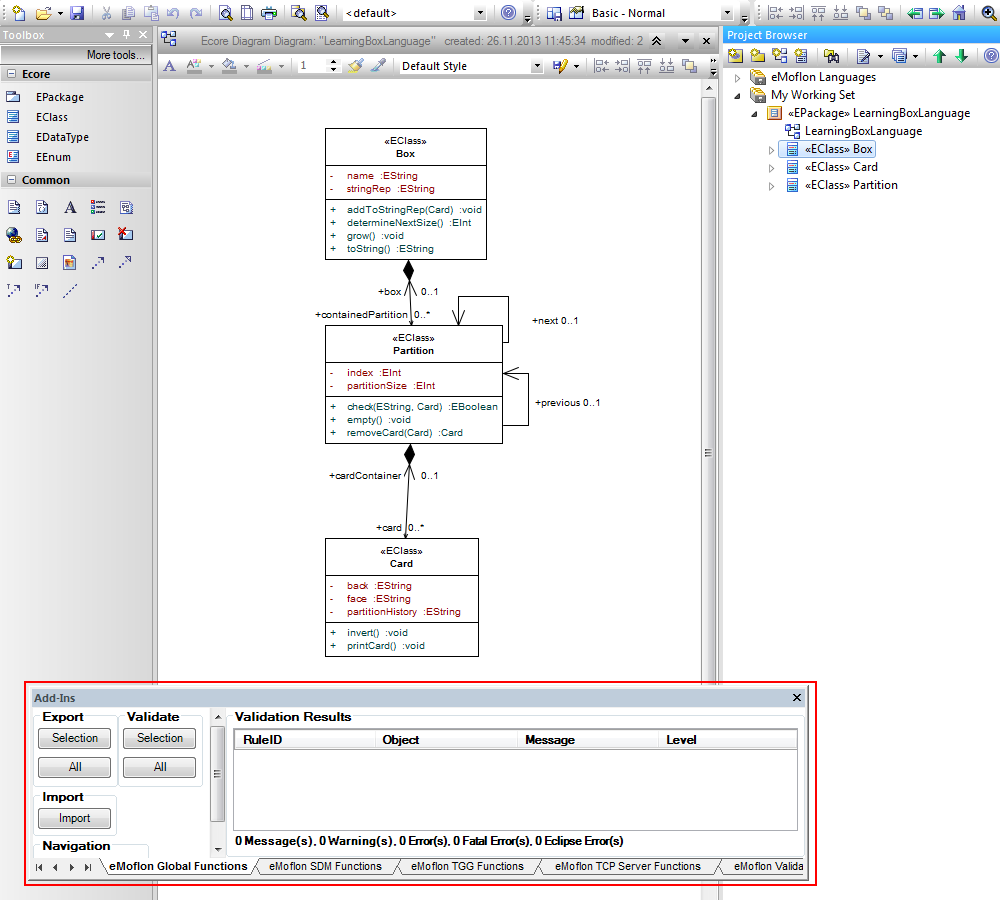 <default>
Basic - Normal
Toolbox
More tools...
Ecore
EPackage
EClass
EDataType
EEnum
Common
Ecore Diagram Diagram: "LearningBoxLanguage" created: 26.11.2013 11:45:34 modified: 2
1
Default Style
«EClass»
Box
- name :EString
- stringRep :EString
+ addToStringRep(Card) :void
+ determineNextSize() :EInt
+ grow() :void
+ toString() :EString
+box 0..1
+containedPartition 0..*
+next 0..1
«EClass»
Partition
- index :EInt
- partitionSize :EInt
+ check(EString, Card) :EBoolean
+ empty() :void
+ removeCard(Card) :Card
+previous 0..1
+cardContainer 0..1
+card 0..*
«EClass»
Card
- back :EString
- face :EString
- partitionHistory :EString
+ invert() :void
+ printCard() :void
Project Browser
eMoflon Languages
My Working Set
«EPackage» LearningBoxLanguage
LearningBoxLanguage
«EClass» Box
«EClass» Card
«EClass» Partition
Add-Ins
Export
Selection
All
Validate
Selection
All
Import
Import
Navigation
Validation Results
RuleID Object Message Level
0 Message(s), 0 Warning(s), 0 Error(s), 0 Fatal Error(s), 0 Eclipse Error(s)
eMoflon Global Functions eMoflon SDM Functions eMoflon TGG Functions eMoflon TCP Server Functions eMoflon Valida